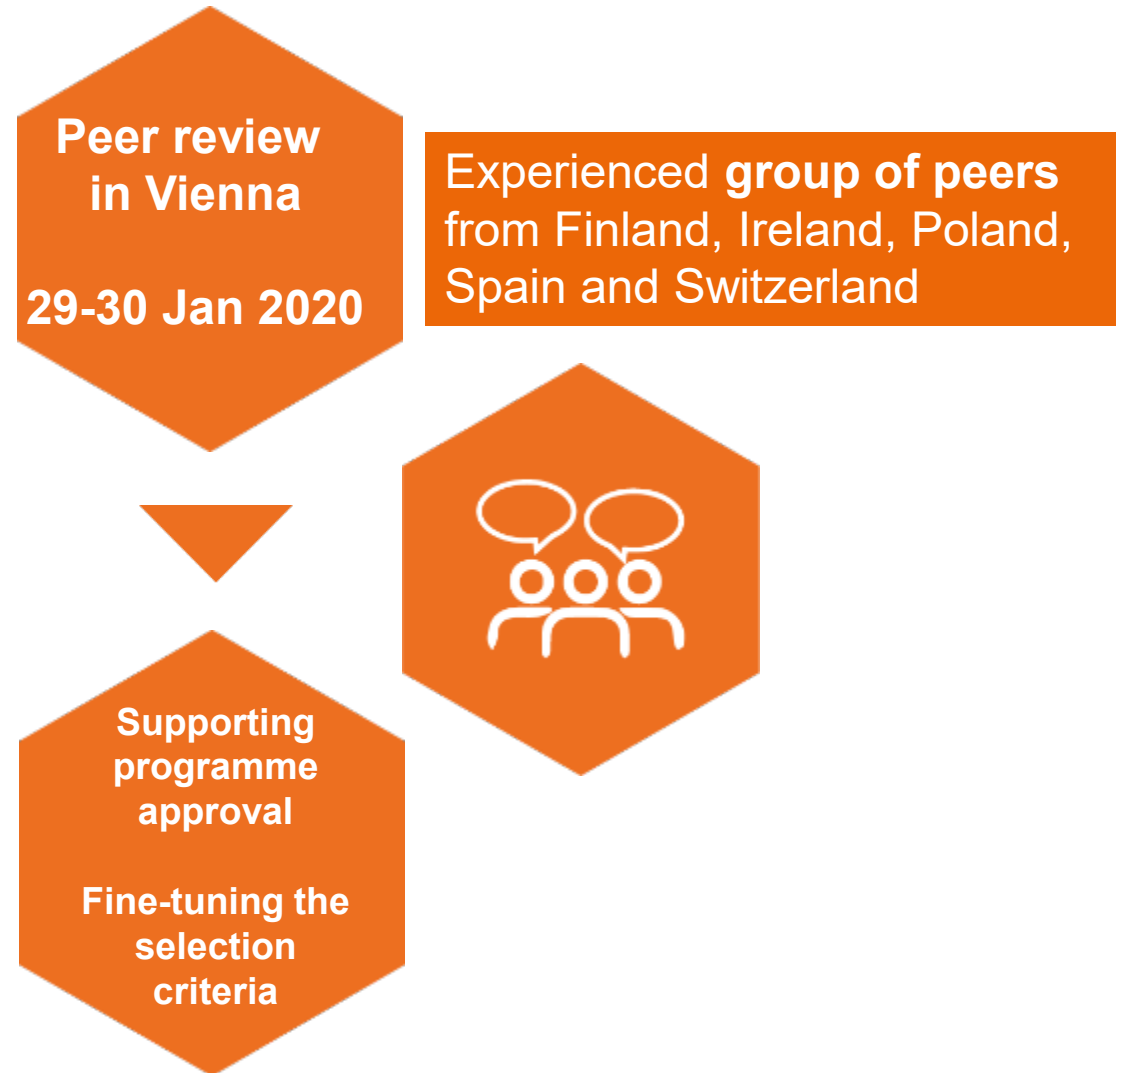 Peer review
in Vienna
29-30 Jan 2020
Experienced group of peers
from Finland, Ireland, Poland,
Spain and Switzerland
Supporting
programme
approval
Fine-tuning the
selection
criteria